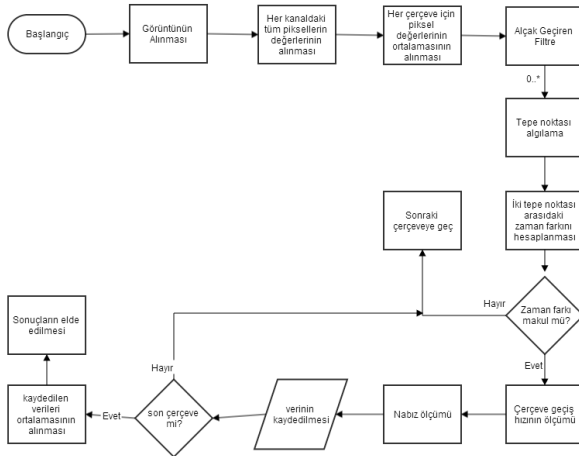 Başlangıç
Görüntünün
Alınması
Her kanaldaki
tüm piksellerin
değerlerinin
alınması
Her çerçeve için
piksel
değerlerinin
ortalamasının
alınması
Alçak Geçiren
Filtre
0..*
Tepe noktası
algılama
İki tepe noktası
arasıdaki
zaman farkını
hesaplanması
Sonraki
çerçeveye geç
Hayır
Zaman farkı
makul mü?
Evet
Çerçeve geçiş
hızının ölçümü
Nabız ölçümü
verinin
kaydedilmesi
Hayır
son çerçeve
mi?
Evet
kaydedilen
verileri
ortalamasının
alınması
Sonuçların elde
edilmesi